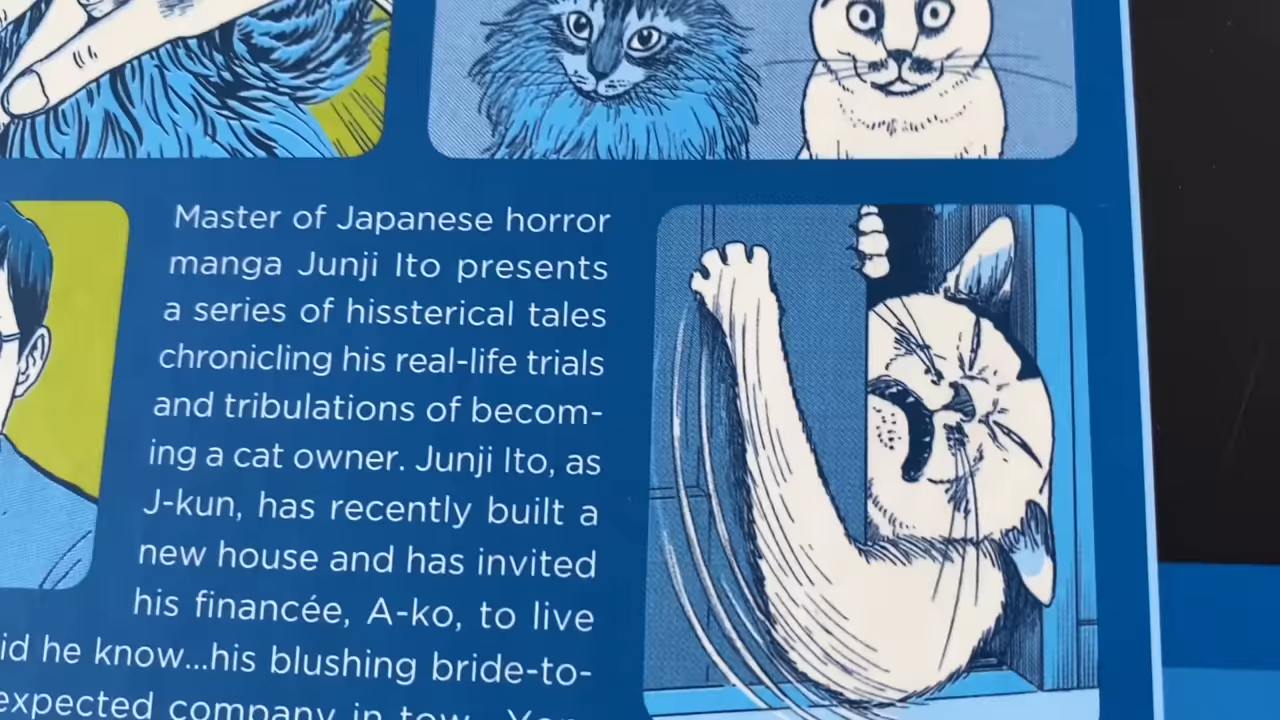 Master of Japanese horror
manga Junji Ito presents
a series of hissterical tales
chronicling his real-life trials
and tribulations of becom-
ing a cat owner. Junji Ito, as
J-kun, has recently built a
new house and has invited
his financée, A-ko, to live
he know...his blushing bride-to-
expected company in tow...